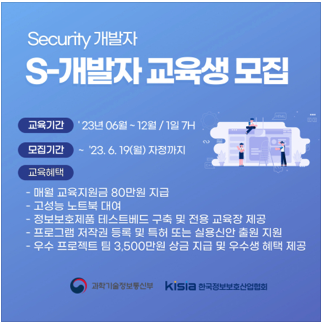 Security 개발자
S-개발자 교육생 모집
교육기간 '23년 06월 ~ 12월 / 1일 7H
모집기간 ~ '23. 6. 19(월) 자정까지
교육혜택
- 매월 교육지원금 80만원 지급
- 고성능 노트북 대여
- 정보보호제품 테스트베드 구축 및 전용 교육장 제공
- 프로그램 저작권 등록 및 특허 또는 실용신안 출원 지원
- 우수 프로젝트 팀 3,500만원 상금 지급 및 우수생 혜택 제공
과학기술정보통신부 KISIA 한국정보보호산업협회